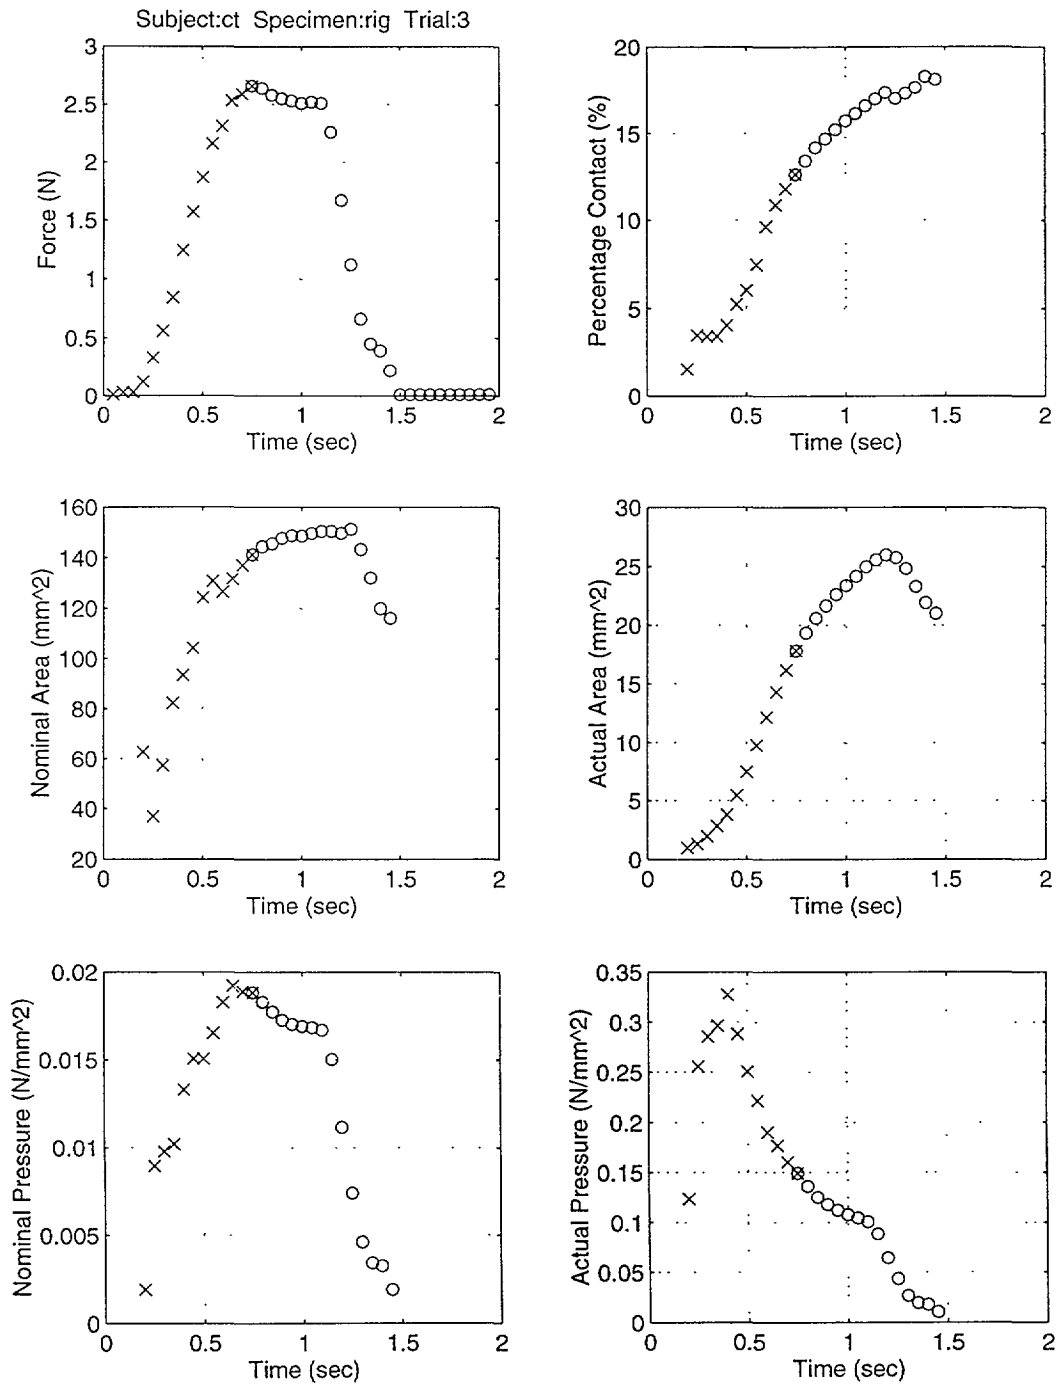 Subject:ct Specimen:rig Trial:3
3
2.5
2
1.5
1
0.5
0
Force (N)
0 0.5 1 1.5 2
Time (sec)
20
15
10
5
0
Percentage Contact (%)
0 0.5 1 1.5 2
Time (sec)
160
140
120
100
80
60
40
20
Nominal Area (mm^2)
0 0.5 1 1.5 2
Time (sec)
30
25
20
15
10
5
0
Actual Area (mm^2)
0 0.5 1 1.5 2
Time (sec)
0.02
0.015
0.01
0.005
0
Nominal Pressure (N/mm^2)
0 0.5 1 1.5 2
Time (sec)
0.35
0.3
0.25
0.2
0.15
0.1
0.05
0
Actual Pressure (N/mm^2)
0 0.5 1 1.5 2
Time (sec)